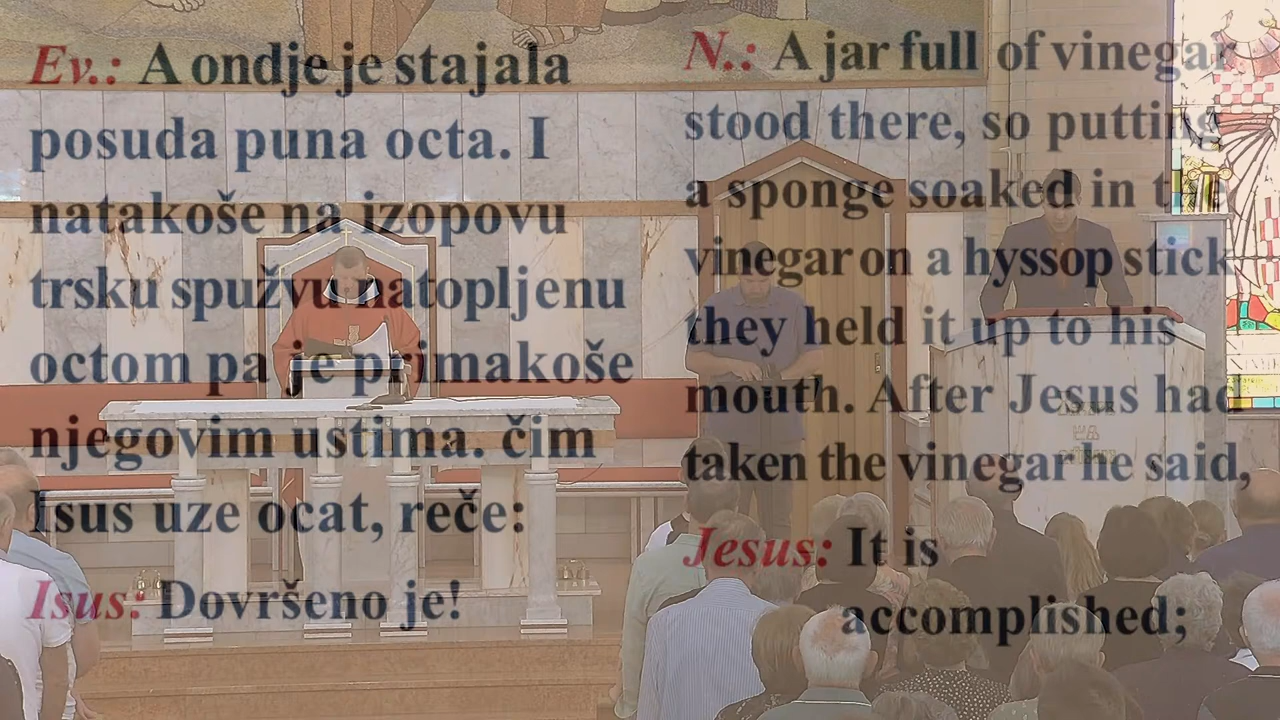 Ev.: A ondje je stajala
posuda puna octa. I
natakoše na izopovu
trsku spužvu natopljenu
octom pa je primakoše
njegovim ustima. čim
Isus uze ocat, reče:
Isus: Dovršeno je!
N.: A jar full of vinegar
stood there, so putting
a sponge soaked in the
vinegar on a hyssop stick
they held it up to his
mouth. After Jesus had
taken the vinegar he said,
Jesus: It is
accomplished;